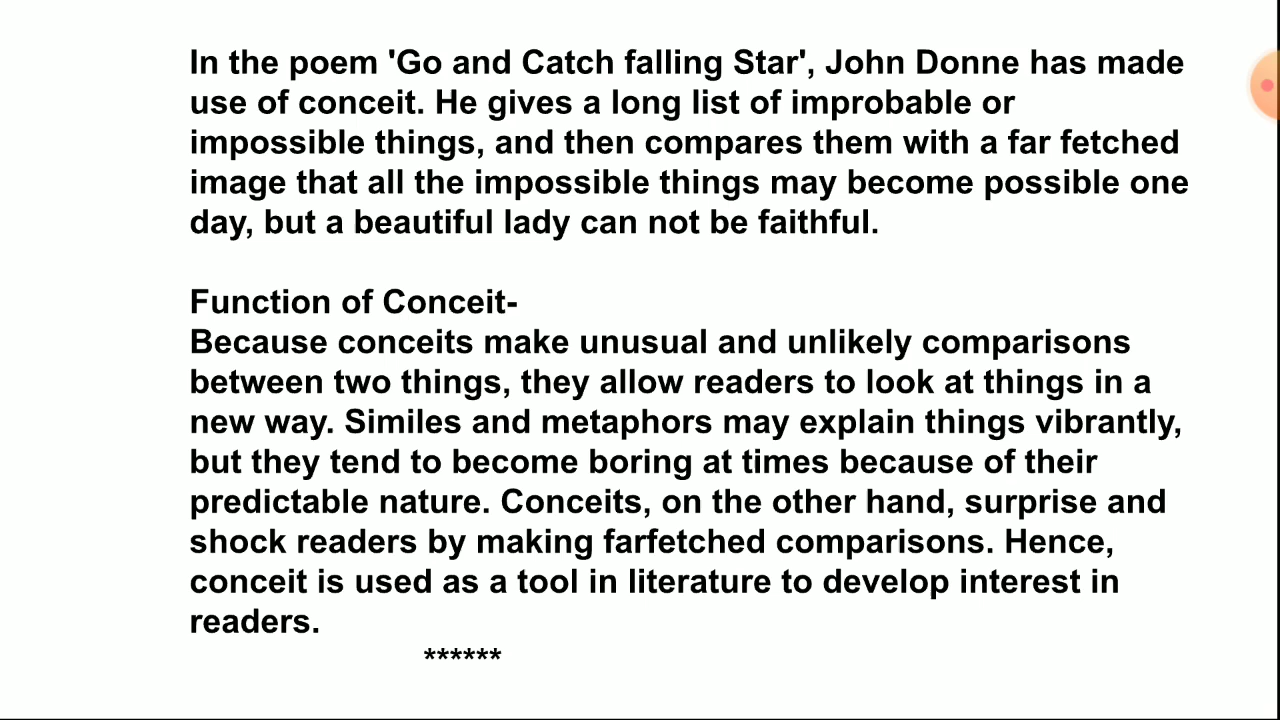 In the poem 'Go and Catch falling Star', John Donne has made
use of conceit. He gives a long list of improbable or
impossible things, and then compares them with a far fetched
image that all the impossible things may become possible one
day, but a beautiful lady can not be faithful.
Function of Conceit-
Because conceits make unusual and unlikely comparisons
between two things, they allow readers to look at things in a
new way. Similes and metaphors may explain things vibrantly,
but they tend to become boring at times because of their
predictable nature. Conceits, on the other hand, surprise and
shock readers by making farfetched comparisons. Hence,
conceit is used as a tool in literature to develop interest in
readers.
******